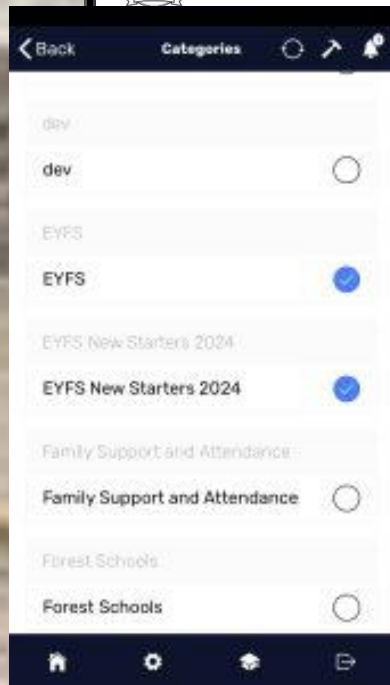 Back
Categories
dev
dev
EYFS
EYFS
EYFS New Starters 2024
EYFS New Starters 2024
Family Support and Attendance
Family Support and Attendance
Forest Schools
Forest Schools